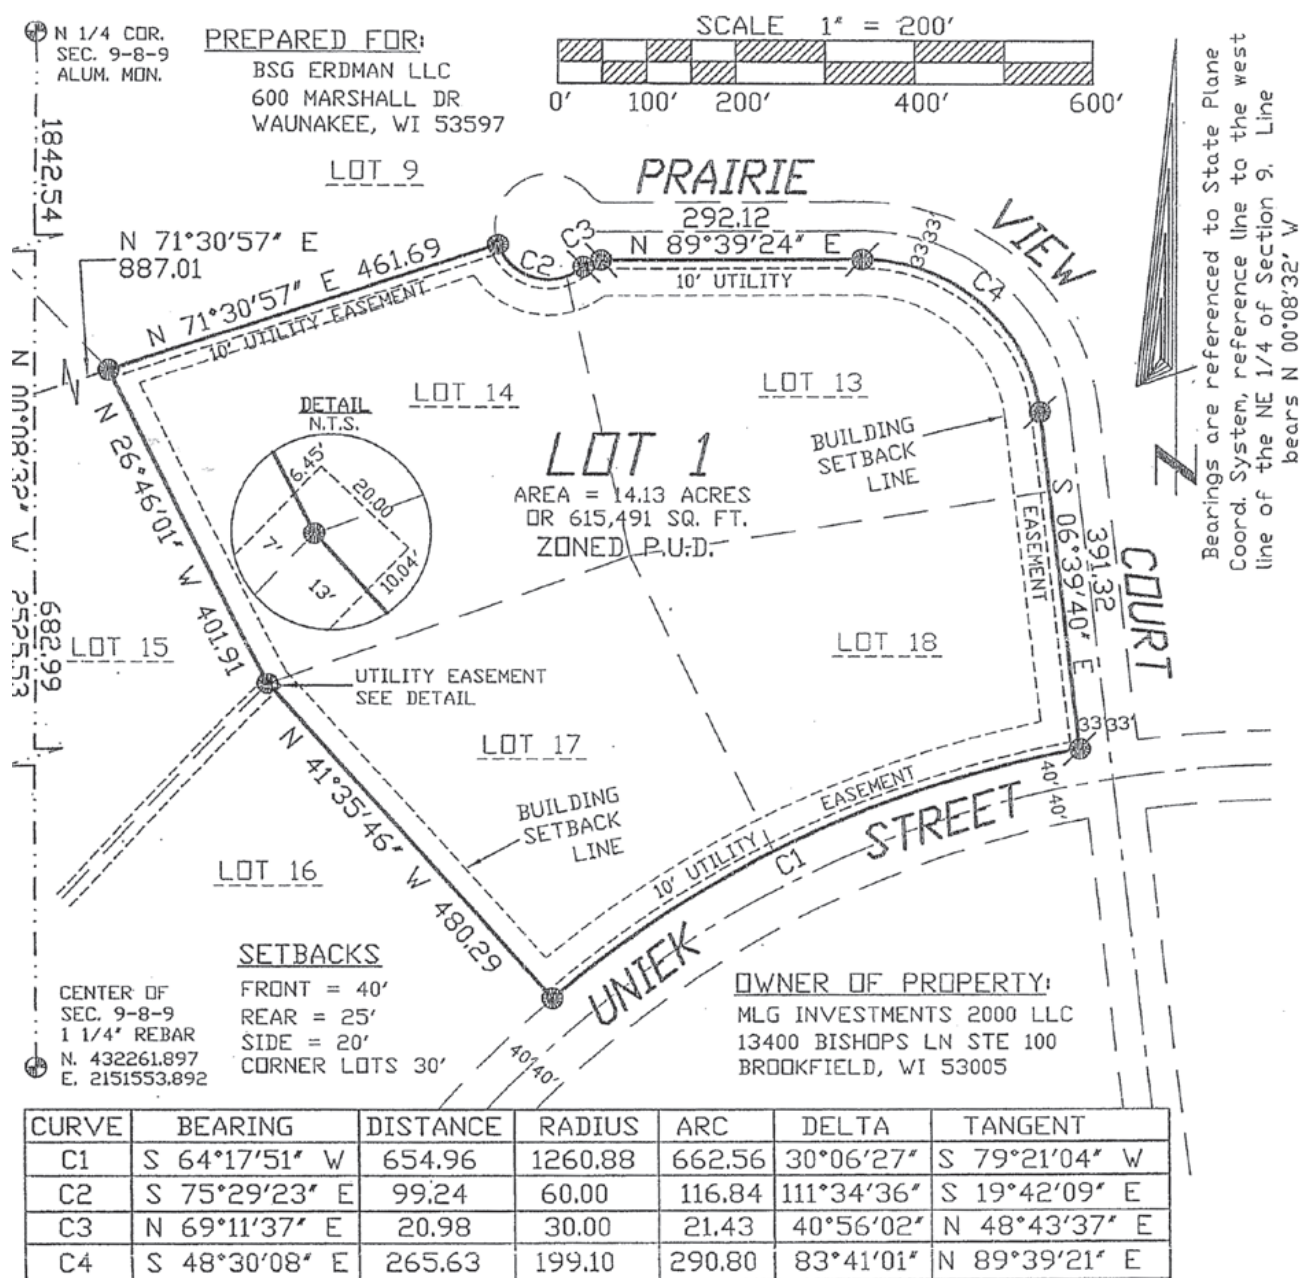 N 1/4 COR.
SEC. 9-8-9
ALUM. MON.
PREPARED FOR:
BSG ERDMAN LLC
600 MARSHALL DR
WAUNAKEE, WI 53597
SCALE 1" = 200'
0' 100' 200' 400' 600'
Bearings are referenced to State Plane
Coord. System, reference line to the west
line of the NE 1/4 of Section 9. Line
bears N 00°08'32" W
1842.54
LOT 9
PRAIRIE
VIEW
COURT
292.12
N 89°39'24" E
10' UTILITY
N 71°30'57" E
887.01
N 71°30'57" E 461.69
10' UTILITY EASEMENT
C2
C3
33' 33'
C4
N
N
LOT 14
LOT 13
DETAIL
N.T.S.
6.45'
20.00
7'
13'
10.04'
LOT 1
AREA = 14.13 ACRES
OR 615,491 SQ. FT.
ZONED P.U.D.
BUILDING
SETBACK
LINE
EASEMENT
S 06°39'40" E
391.32
N 00°08'32" W 2525.53
682.99
N 26°46'01" W 401.91
LOT 15
LOT 18
UTILITY EASEMENT
SEE DETAIL
LOT 17
33' 33'
40' 40'
N 41°35'46" W 480.29
BUILDING
SETBACK
LINE
10' UTILITY
EASEMENT
C1
UNIEK
STREET
LOT 16
40' 40'
SETBACKS
FRONT = 40'
REAR = 25'
SIDE = 20'
CORNER LOTS 30'
CENTER OF
SEC. 9-8-9
1 1/4" REBAR
N. 432261.897
E. 2151553.892
OWNER OF PROPERTY:
MLG INVESTMENTS 2000 LLC
13400 BISHOPS LN STE 100
BROOKFIELD, WI 53005
CURVE BEARING DISTANCE RADIUS ARC DELTA TANGENT
C1 S 64°17'51" W 654.96 1260.88 662.56 30°06'27" S 79°21'04" W
C2 S 75°29'23" E 99.24 60.00 116.84 111°34'36" S 19°42'09" E
C3 N 69°11'37" E 20.98 30.00 21.43 40°56'02" N 48°43'37" E
C4 S 48°30'08" E 265.63 199.10 290.80 83°41'01" N 89°39'21" E